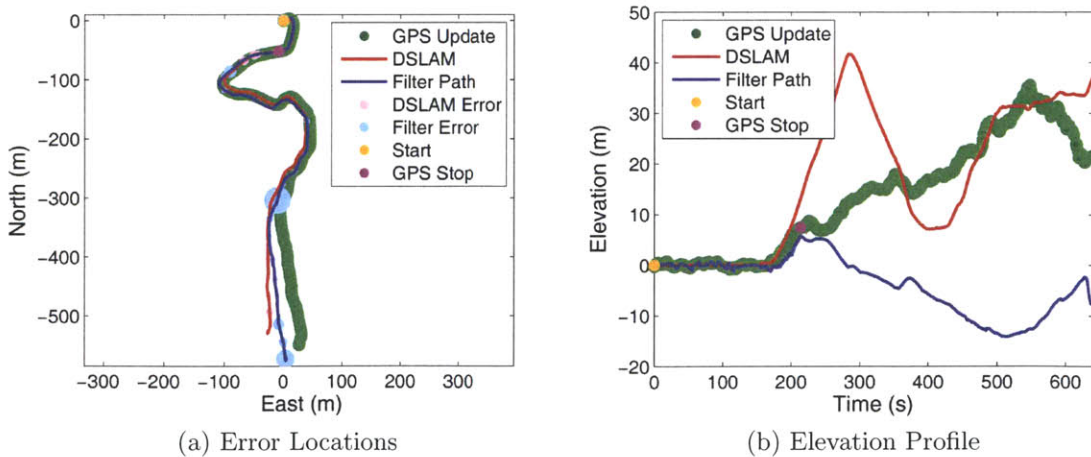 0
−100
−200
−300
−400
−500
North (m)
GPS Update
DSLAM
Filter Path
DSLAM Error
Filter Error
Start
GPS Stop
−300 −200 −100 0 100 200 300
East (m)
(a) Error Locations
50
40
30
20
10
0
−10
−20
Elevation (m)
GPS Update
DSLAM
Filter Path
Start
GPS Stop
0 100 200 300 400 500 600
Time (s)
(b) Elevation Profile